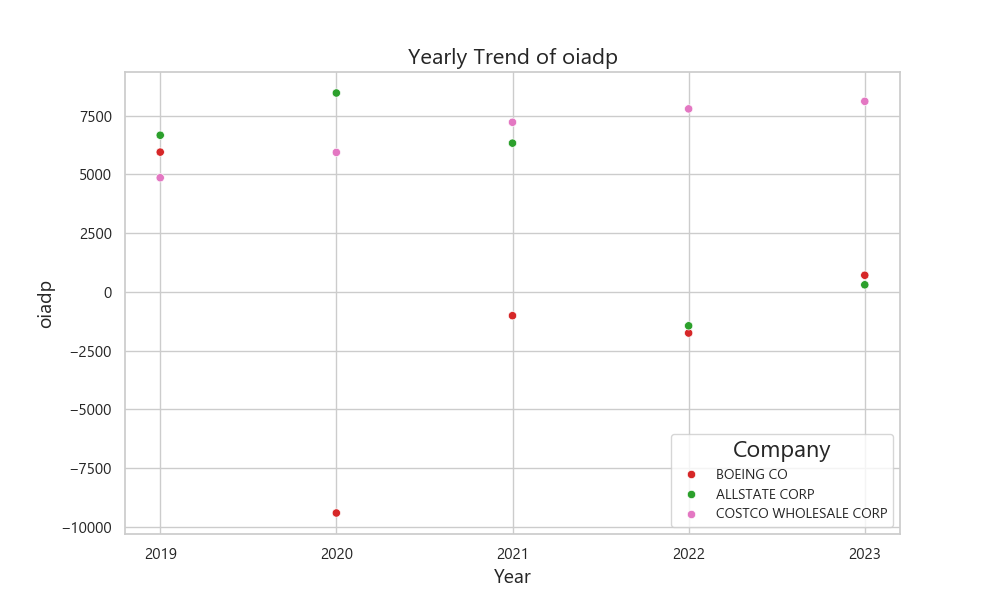 Yearly Trend of oiadp
oiadp
7500
5000
2500
0
−2500
−5000
−7500
−10000
Company
BOEING CO
ALLSTATE CORP
COSTCO WHOLESALE CORP
2019
2020
2021
2022
2023
Year